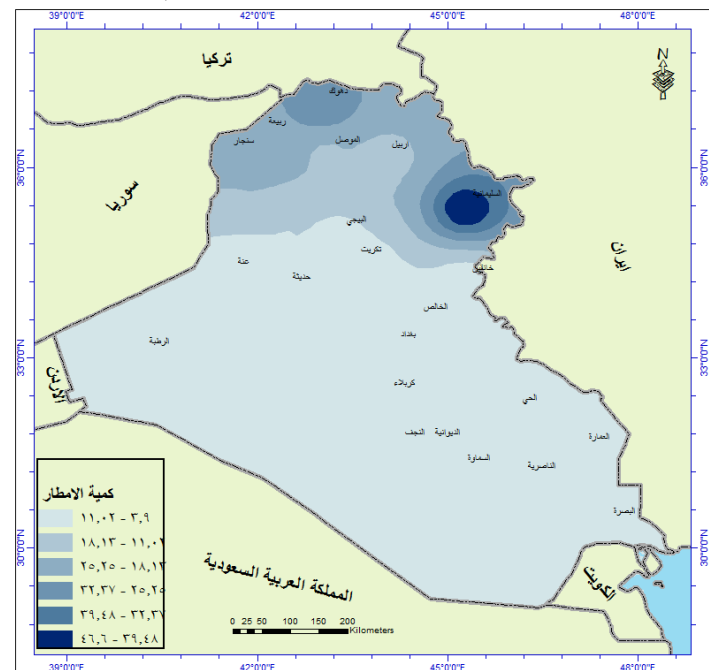 39°0'0"E 42°0'0"E 45°0'0"E 48°0'0"E
تركيا
N
دهوك
ربيعة
سنجار
الموصل
اربيل
36°0'0"N 36°0'0"N
سوريا
السليمانية
البيجي
تكريت
ايران
عنة
حديثة
خانقين
الخالص
بغداد
الرطبة
33°0'0"N 33°0'0"N
الاردن
كربلاء
الحي
النجف
الديوانية
العمارة
السماوة
الناصرية
البصرة
كمية الامطار
٣,٩ - ١١,٠٢
١١,٠٢ - ١٨,١٣
١٨,١٣ - ٢٥,٢٥
٢٥,٢٥ - ٣٢,٣٧
٣٢,٣٧ - ٣٩,٤٨
٣٩,٤٨ - ٤٦,٦
30°0'0"N 30°0'0"N
المملكة العربية السعودية
الكويت
0 25 50 100 150 200
Kilometers
39°0'0"E 42°0'0"E 45°0'0"E 48°0'0"E